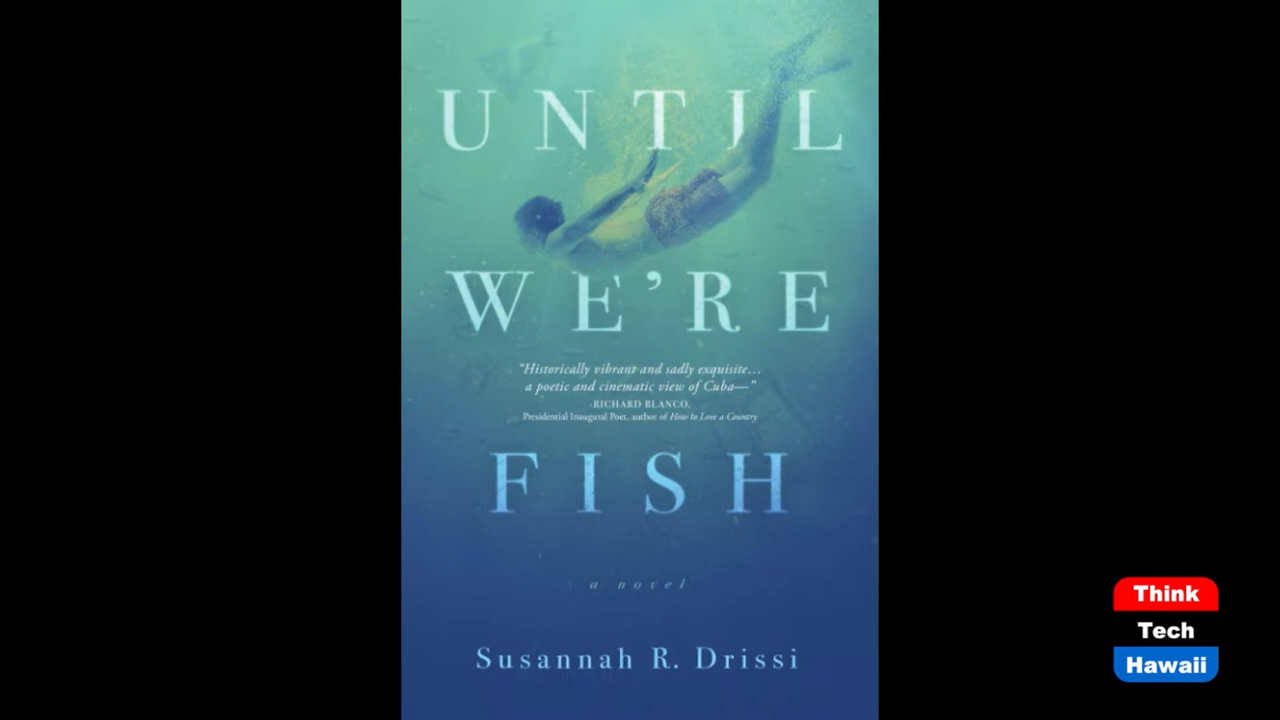 UNTIL
WE'RE
“Historically vibrant and sadly exquisite...
a poetic and cinematic view of Cuba—”
-RICHARD BLANCO,
Presidential Inaugural Poet, author of How to Love a Country
FISH
a novel
Susannah R. Drissi
Think
Tech
Hawaii